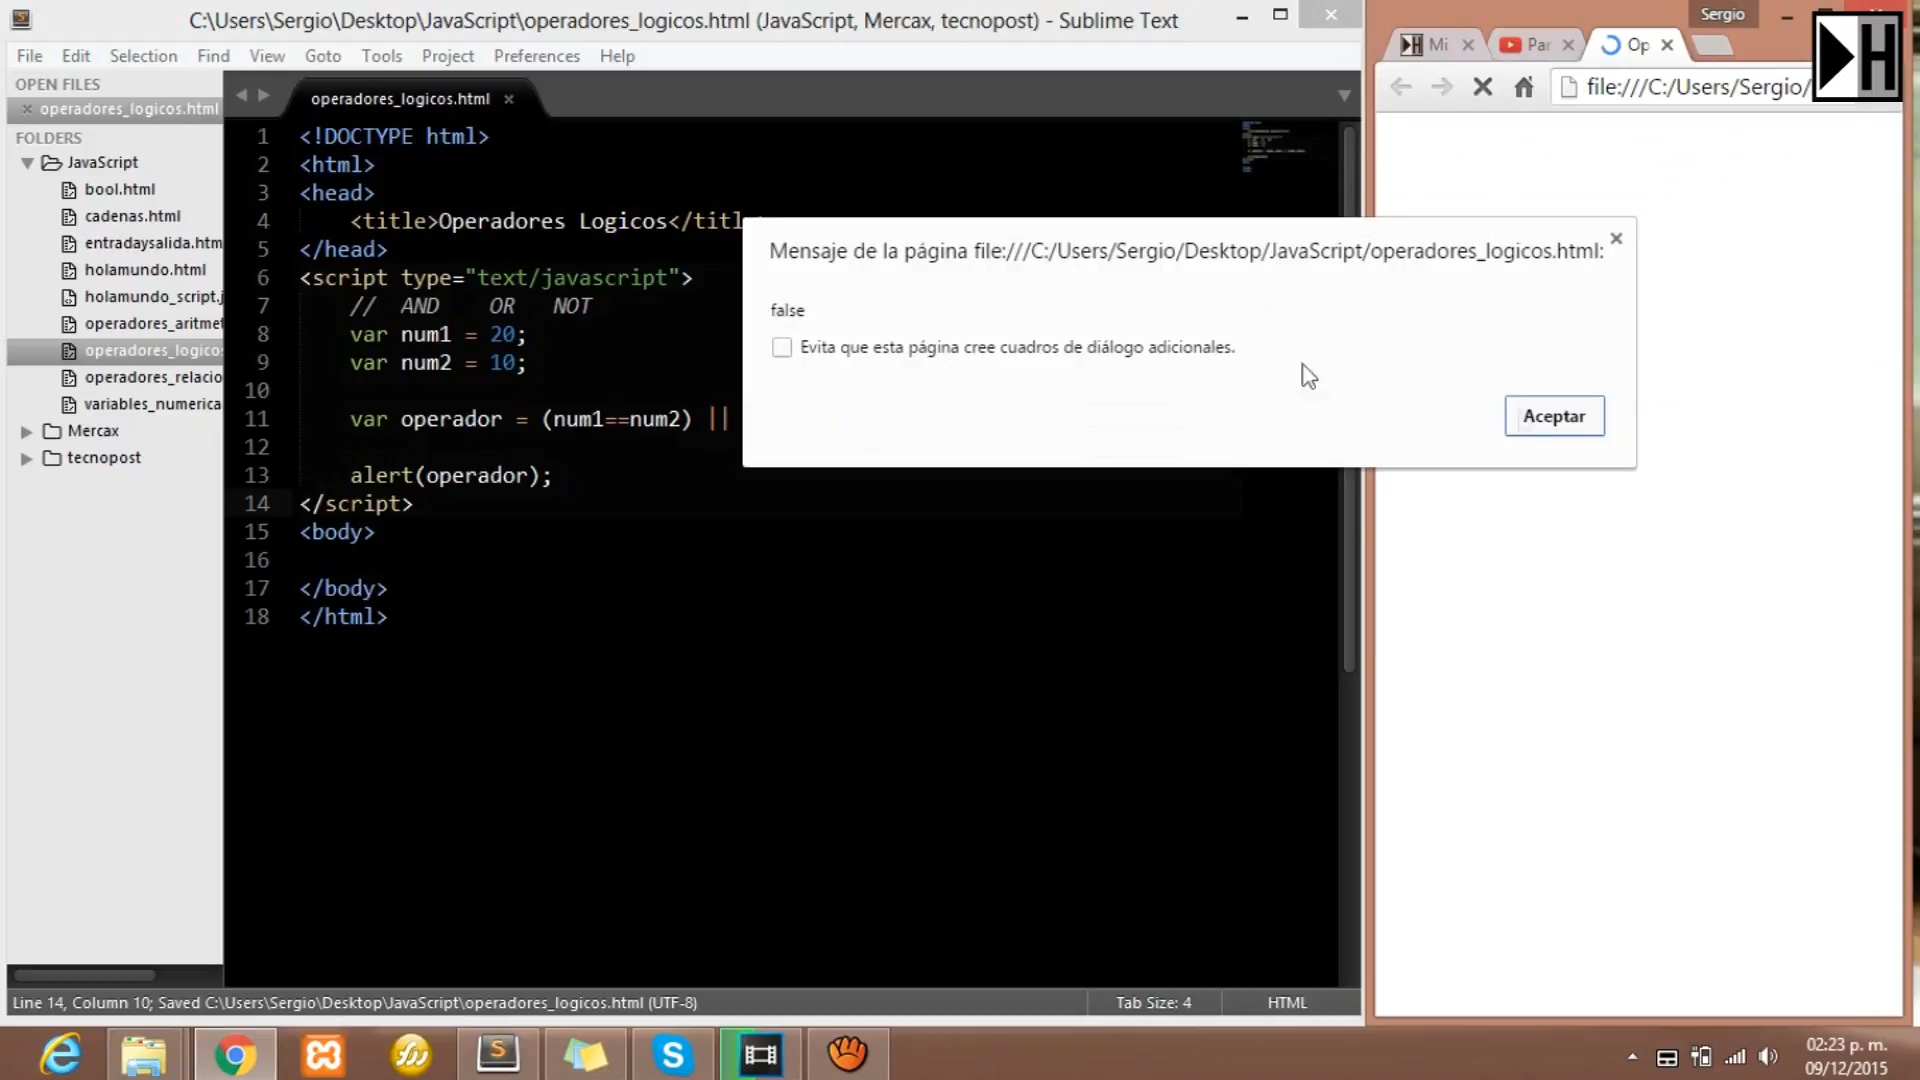 C:\Users\Sergio\Desktop\JavaScript\operadores_logicos.html (JavaScript, Mercax, tecnopost) - Sublime Text
File Edit Selection Find View Goto Tools Project Preferences Help
OPEN FILES
operadores_logicos.html
FOLDERS
JavaScript
bool.html
cadenas.html
entradaysalida.htm
holamundo.html
holamundo_script.j
operadores_aritmet
operadores_logicos
operadores_relacio
variables_numerica
Mercax
tecnopost
operadores_logicos.html
1 <!DOCTYPE html>
2 <html>
3 <head>
4 <title>Operadores Logicos</titl
5 </head>
6 <script type="text/javascript">
7 // AND OR NOT
8 var num1 = 20;
9 var num2 = 10;
10
11 var operador = (num1==num2) ||
12
13 alert(operador);
14 </script>
15 <body>
16
17 </body>
18 </html>
Line 14, Column 10; Saved C:\Users\Sergio\Desktop\JavaScript\operadores_logicos.html (UTF-8)
Tab Size: 4
HTML
Sergio
Mi
Par
Op
file:///C:/Users/Sergio/
H
Mensaje de la página file:///C:/Users/Sergio/Desktop/JavaScript/operadores_logicos.html:
false
Evita que esta página cree cuadros de diálogo adicionales.
Aceptar
02:23 p. m.
09/12/2015